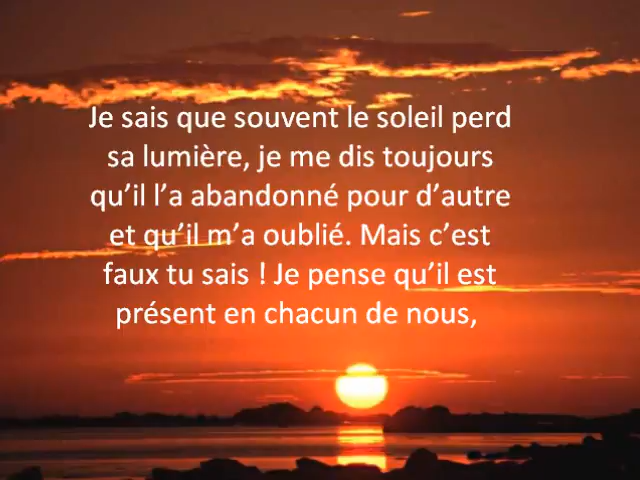 Je sais que souvent le soleil perd
sa lumière, je me dis toujours
qu’il l’a abandonné pour d’autre
et qu’il m’a oublié. Mais c’est
faux tu sais ! Je pense qu’il est
présent en chacun de nous,